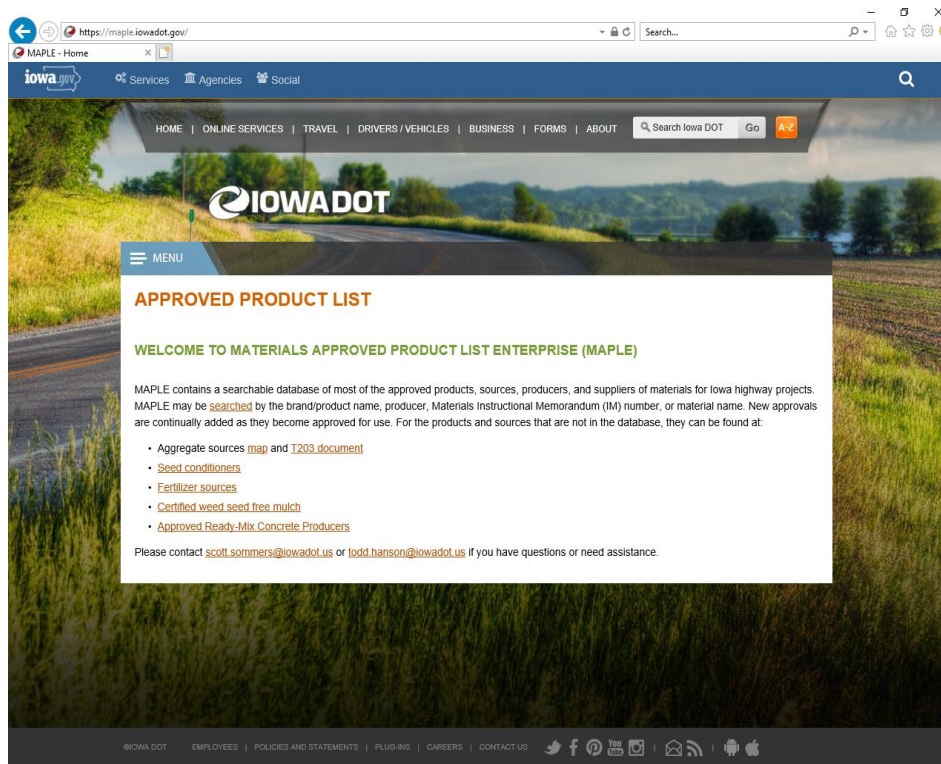 https://maple.iowadot.gov/
Search...
MAPLE - Home
iowa.gov
Services Agencies Social
HOME | ONLINE SERVICES | TRAVEL | DRIVERS / VEHICLES | BUSINESS | FORMS | ABOUT Search Iowa DOT Go A-Z
IOWADOT
MENU
APPROVED PRODUCT LIST
WELCOME TO MATERIALS APPROVED PRODUCT LIST ENTERPRISE (MAPLE)
MAPLE contains a searchable database of most of the approved products, sources, producers, and suppliers of materials for Iowa highway projects.
MAPLE may be searched by the brand/product name, producer, Materials Instructional Memorandum (IM) number, or material name. New approvals
are continually added as they become approved for use. For the products and sources that are not in the database, they can be found at:
• Aggregate sources map and T203 document
• Seed conditioners
• Fertilizer sources
• Certified weed seed free mulch
• Approved Ready-Mix Concrete Producers
Please contact scott.sommers@iowadot.us or todd.hanson@iowadot.us if you have questions or need assistance.
©IOWA DOT EMPLOYEES | POLICIES AND STATEMENTS | PLUG-INS | CAREERS | CONTACT US You Tube